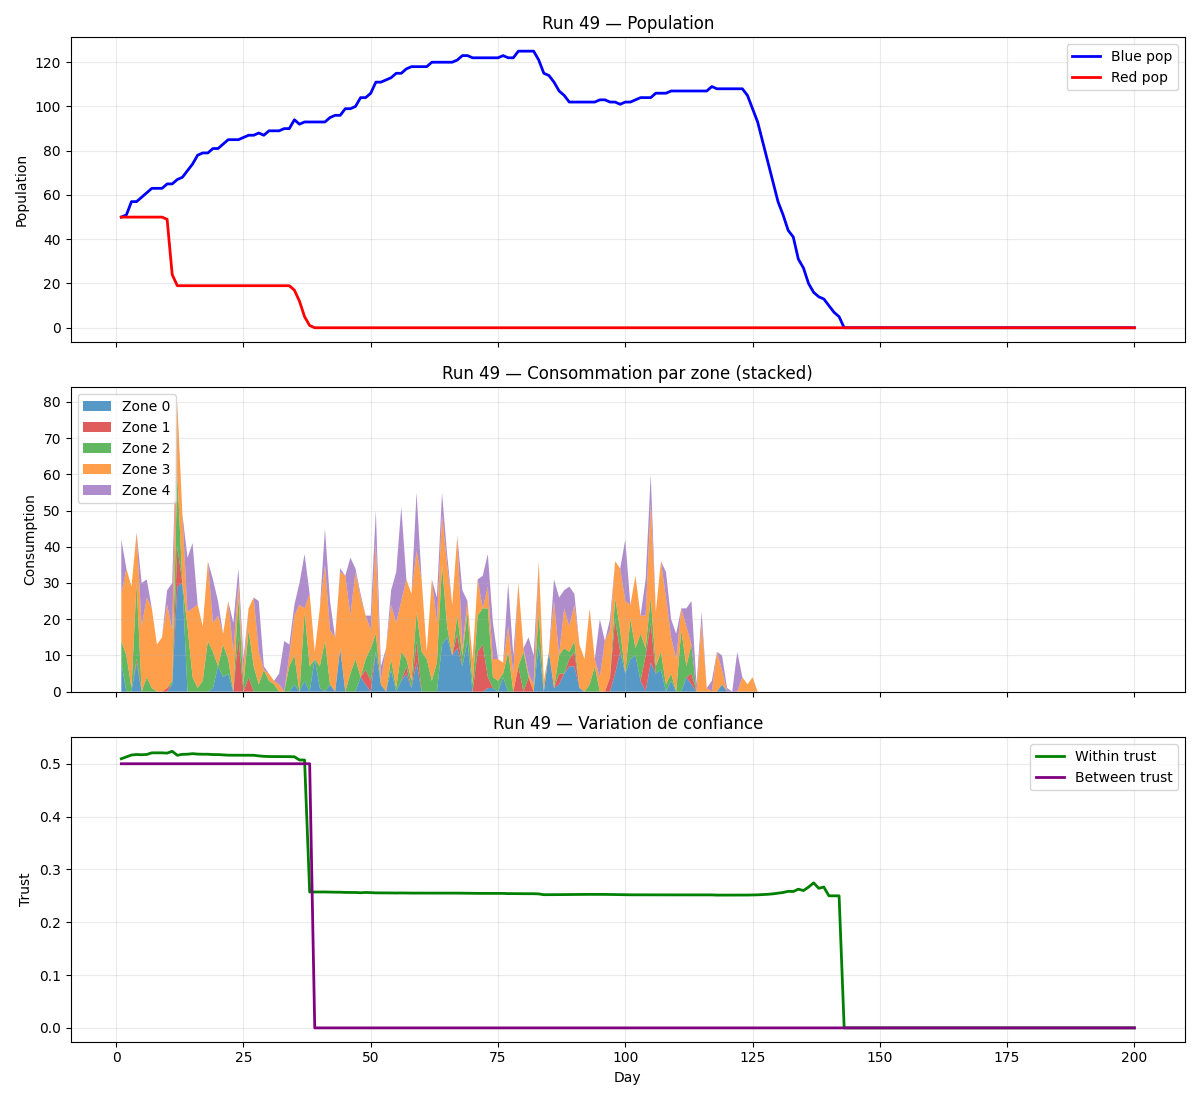 Run 49 — Population
120
100
80
60
40
20
0
Population
Blue pop
Red pop
Run 49 — Consommation par zone (stacked)
80
70
60
50
40
30
20
10
0
Consumption
Zone 0
Zone 1
Zone 2
Zone 3
Zone 4
Run 49 — Variation de confiance
0.5
0.4
0.3
0.2
0.1
0.0
Trust
Within trust
Between trust
0 25 50 75 100 125 150 175 200
Day